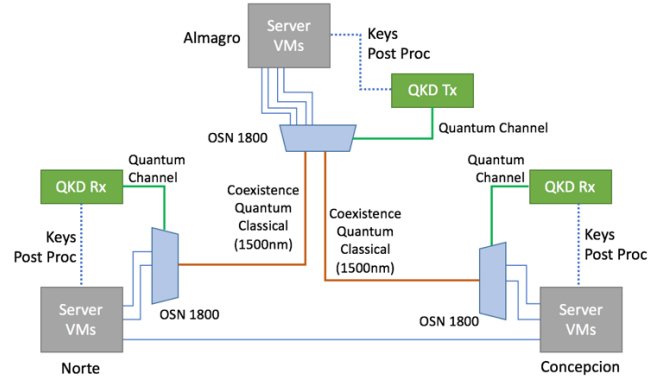 Almagro
Server
VMs
Keys
Post Proc
QKD Tx
OSN 1800
Quantum Channel
Quantum
Channel
QKD Rx
Coexistence
Quantum
Classical
(1500nm)
Coexistence
Quantum
Classical
(1500nm)
Quantum
Channel
QKD Rx
Keys
Post Proc
Keys
Post Proc
Server
VMs
OSN 1800
OSN 1800
Server
VMs
Norte
Concepcion